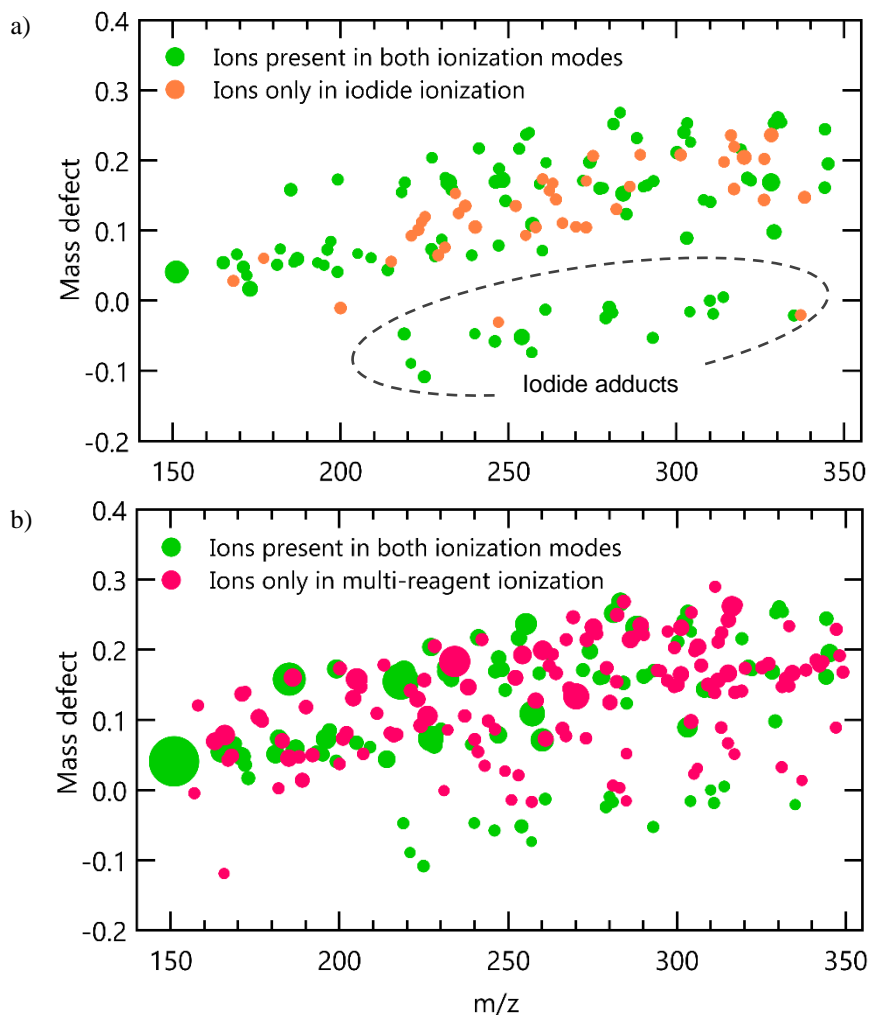 a)
0.4
Ions present in both ionization modes
0.3
Ions only in iodide ionization
0.2
Mass defect
0.1
0.0
-0.1
Iodide adducts
-0.2
150 200 250 300 350
b)
0.4
Ions present in both ionization modes
0.3
Ions only in multi-reagent ionization
0.2
Mass defect
0.1
0.0
-0.1
-0.2
150 200 250 300 350
m/z